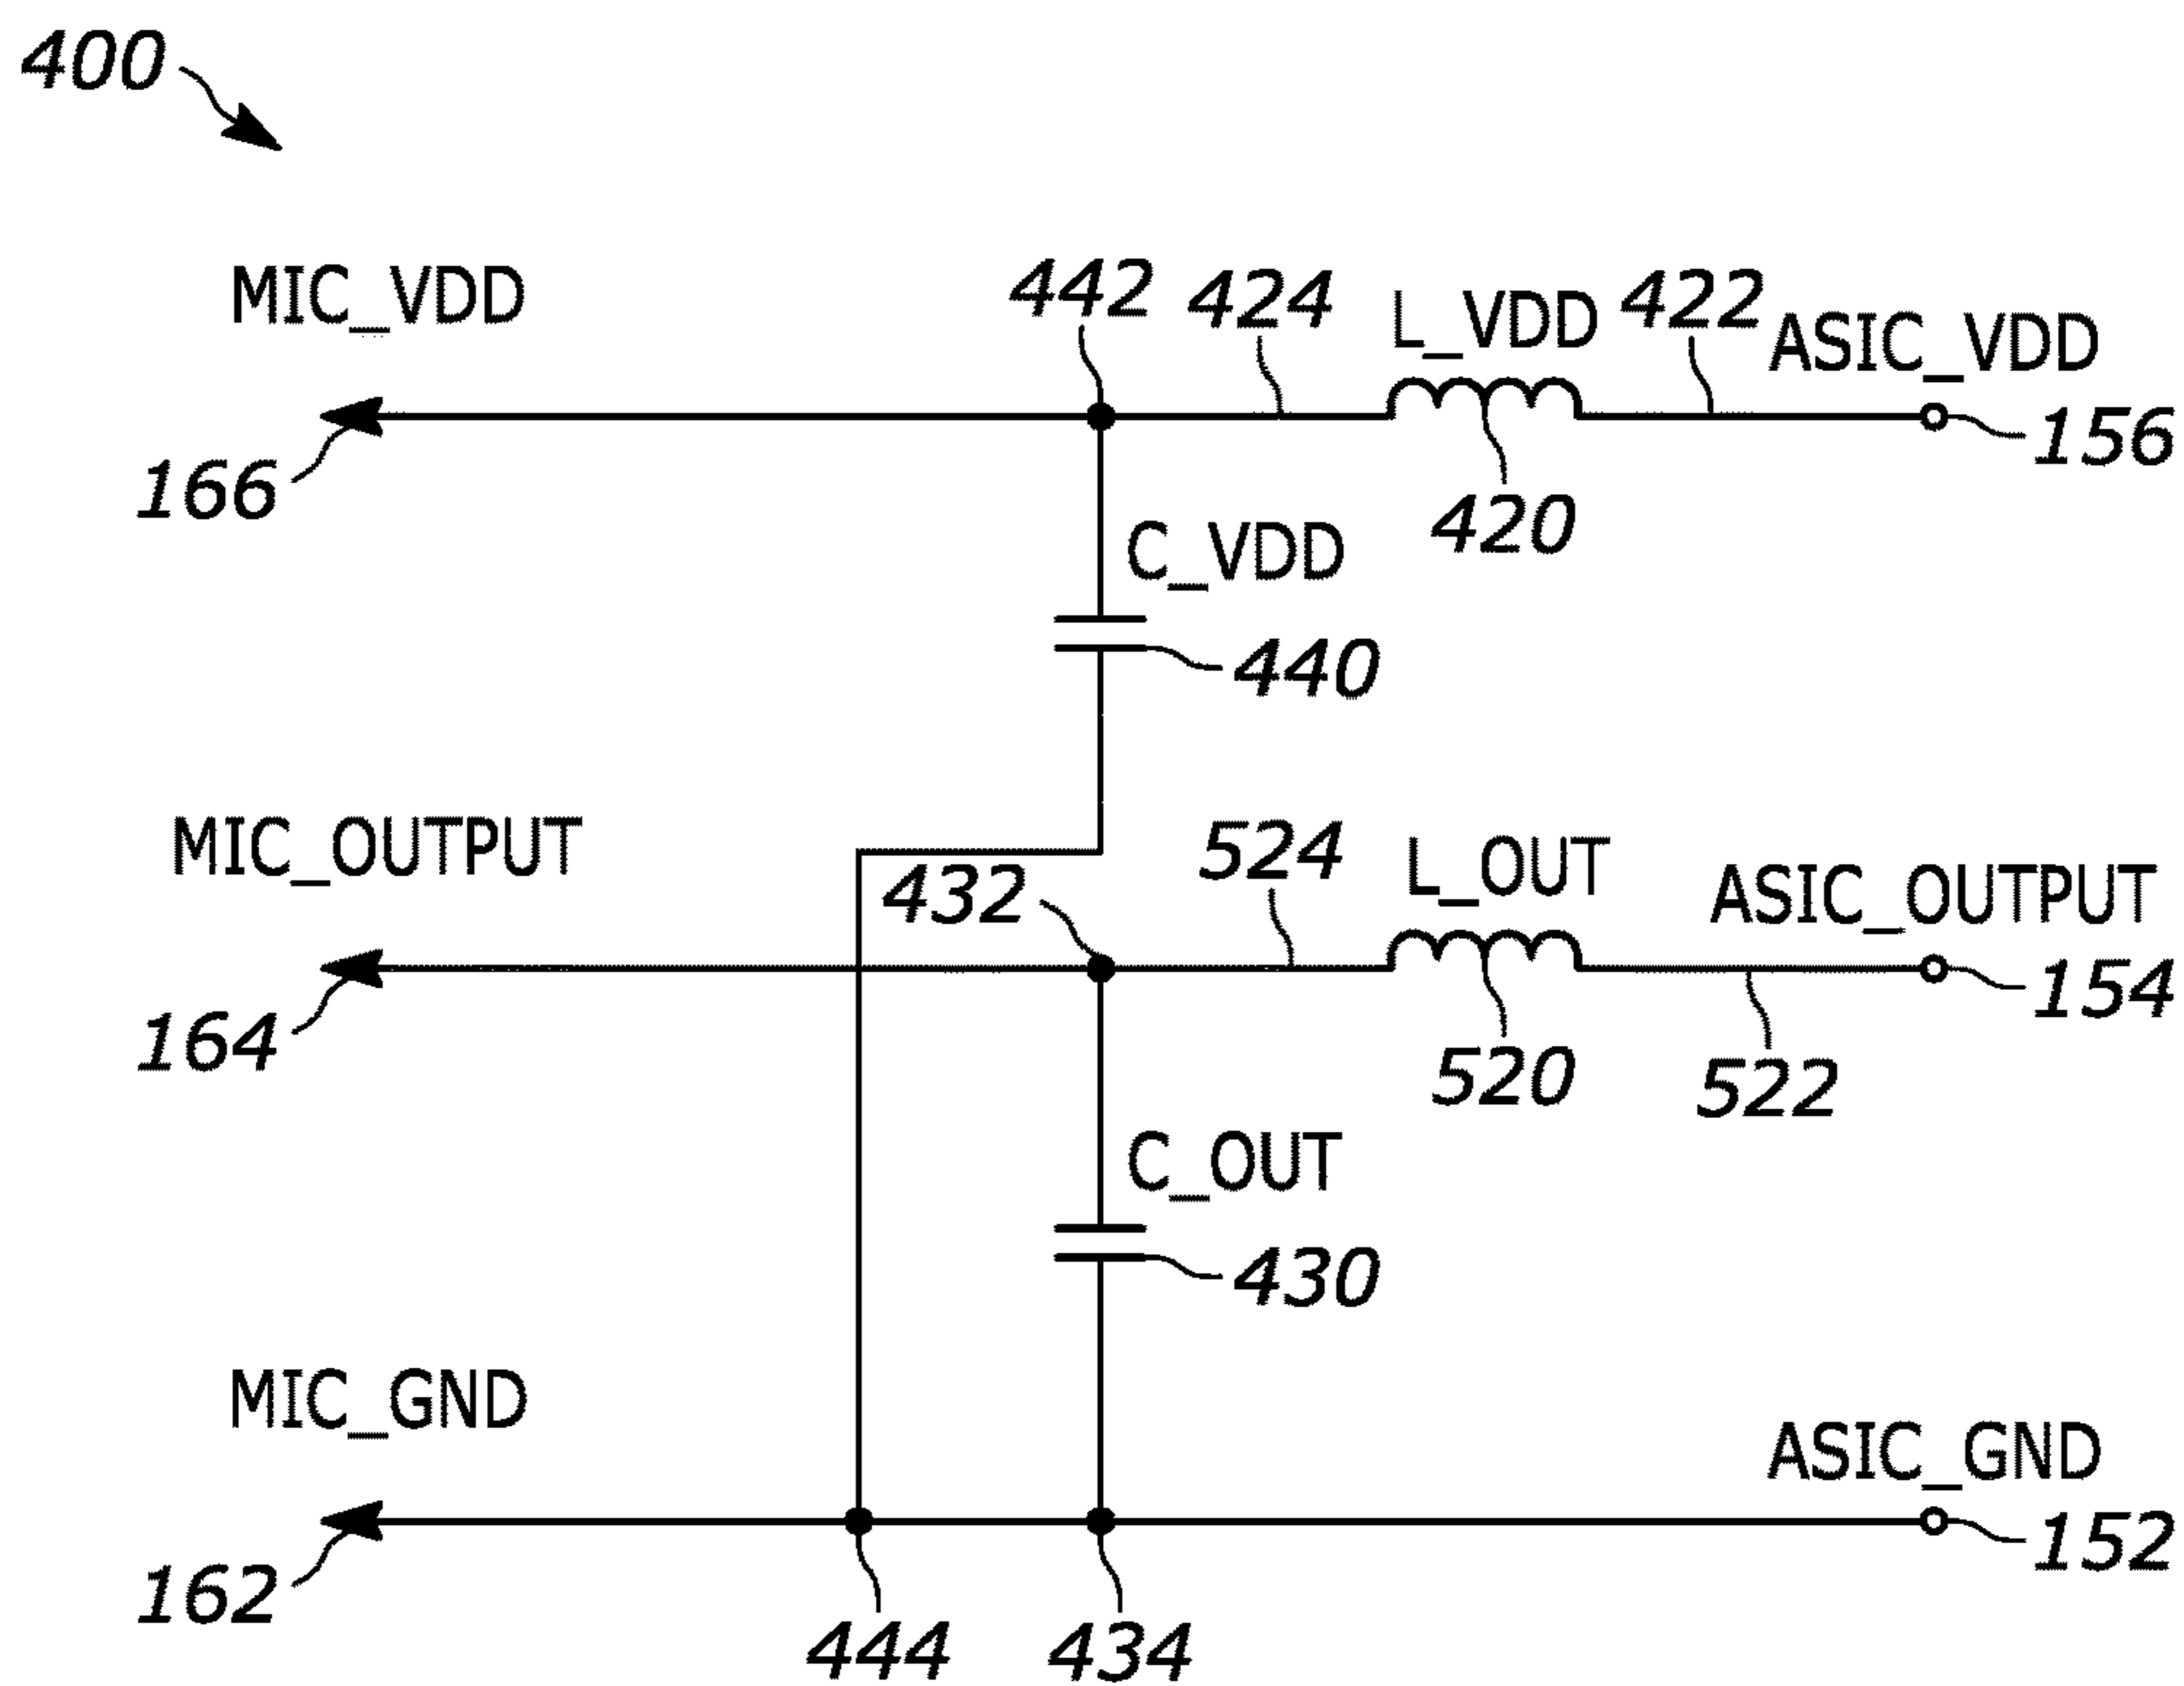 400
MIC_VDD
442
424
L_VDD
422
ASIC_VDD
166
420
156
C_VDD
440
MIC_OUTPUT
432
524
L_OUT
ASIC_OUTPUT
164
520
522
154
C_OUT
430
MIC_GND
ASIC_GND
162
444
434
152